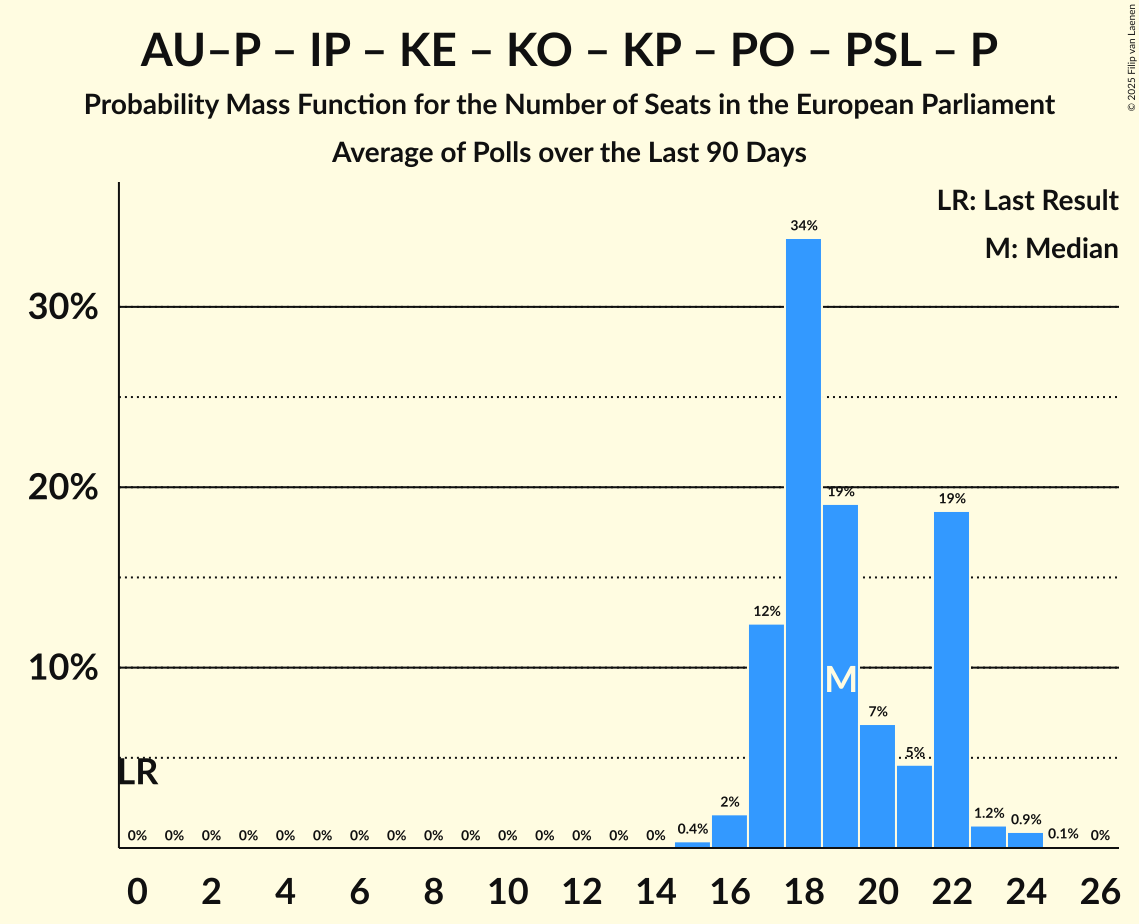 AU–P – IP – KE – KO – KP – PO – PSL – P
Probability Mass Function for the Number of Seats in the European Parliament
Average of Polls over the Last 90 Days
© 2025 Filip van Laenen
LR: Last Result
M: Median
34%
30%
20%
19%
19%
12%
10%
M
7%
5%
LR
2%
1.2%
0.9%
0.4%
0.1%
0% 0% 0% 0% 0% 0% 0% 0% 0% 0% 0% 0% 0% 0% 0% 0%
0 2 4 6 8 10 12 14 16 18 20 22 24 26